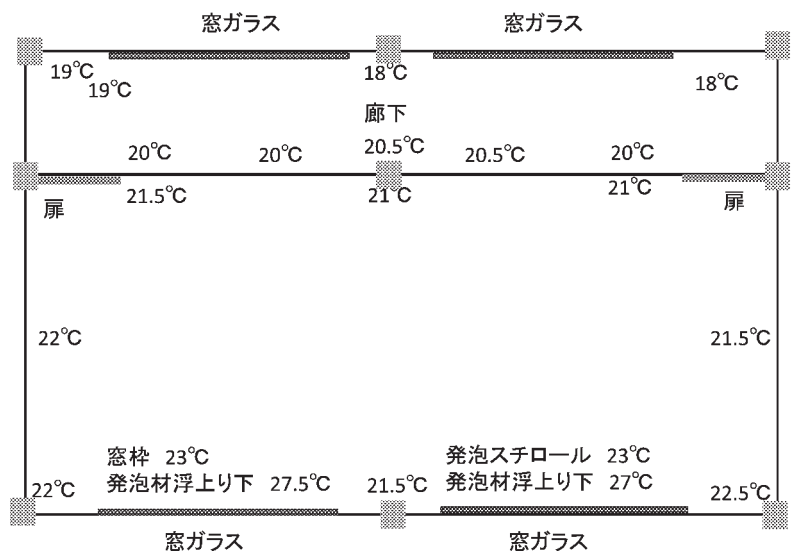 窓ガラス 窓ガラス
19℃ 18℃
19℃ 18℃
廊下
20℃ 20℃ 20.5℃ 20.5℃ 20℃
扉 21.5℃ 21℃ 21℃ 扉
22℃ 21.5℃
窓枠 23℃ 発泡スチロール 23℃
発泡材浮上り下 27.5℃ 発泡材浮上り下 27℃
22℃ 21.5℃ 22.5℃
窓ガラス 窓ガラス